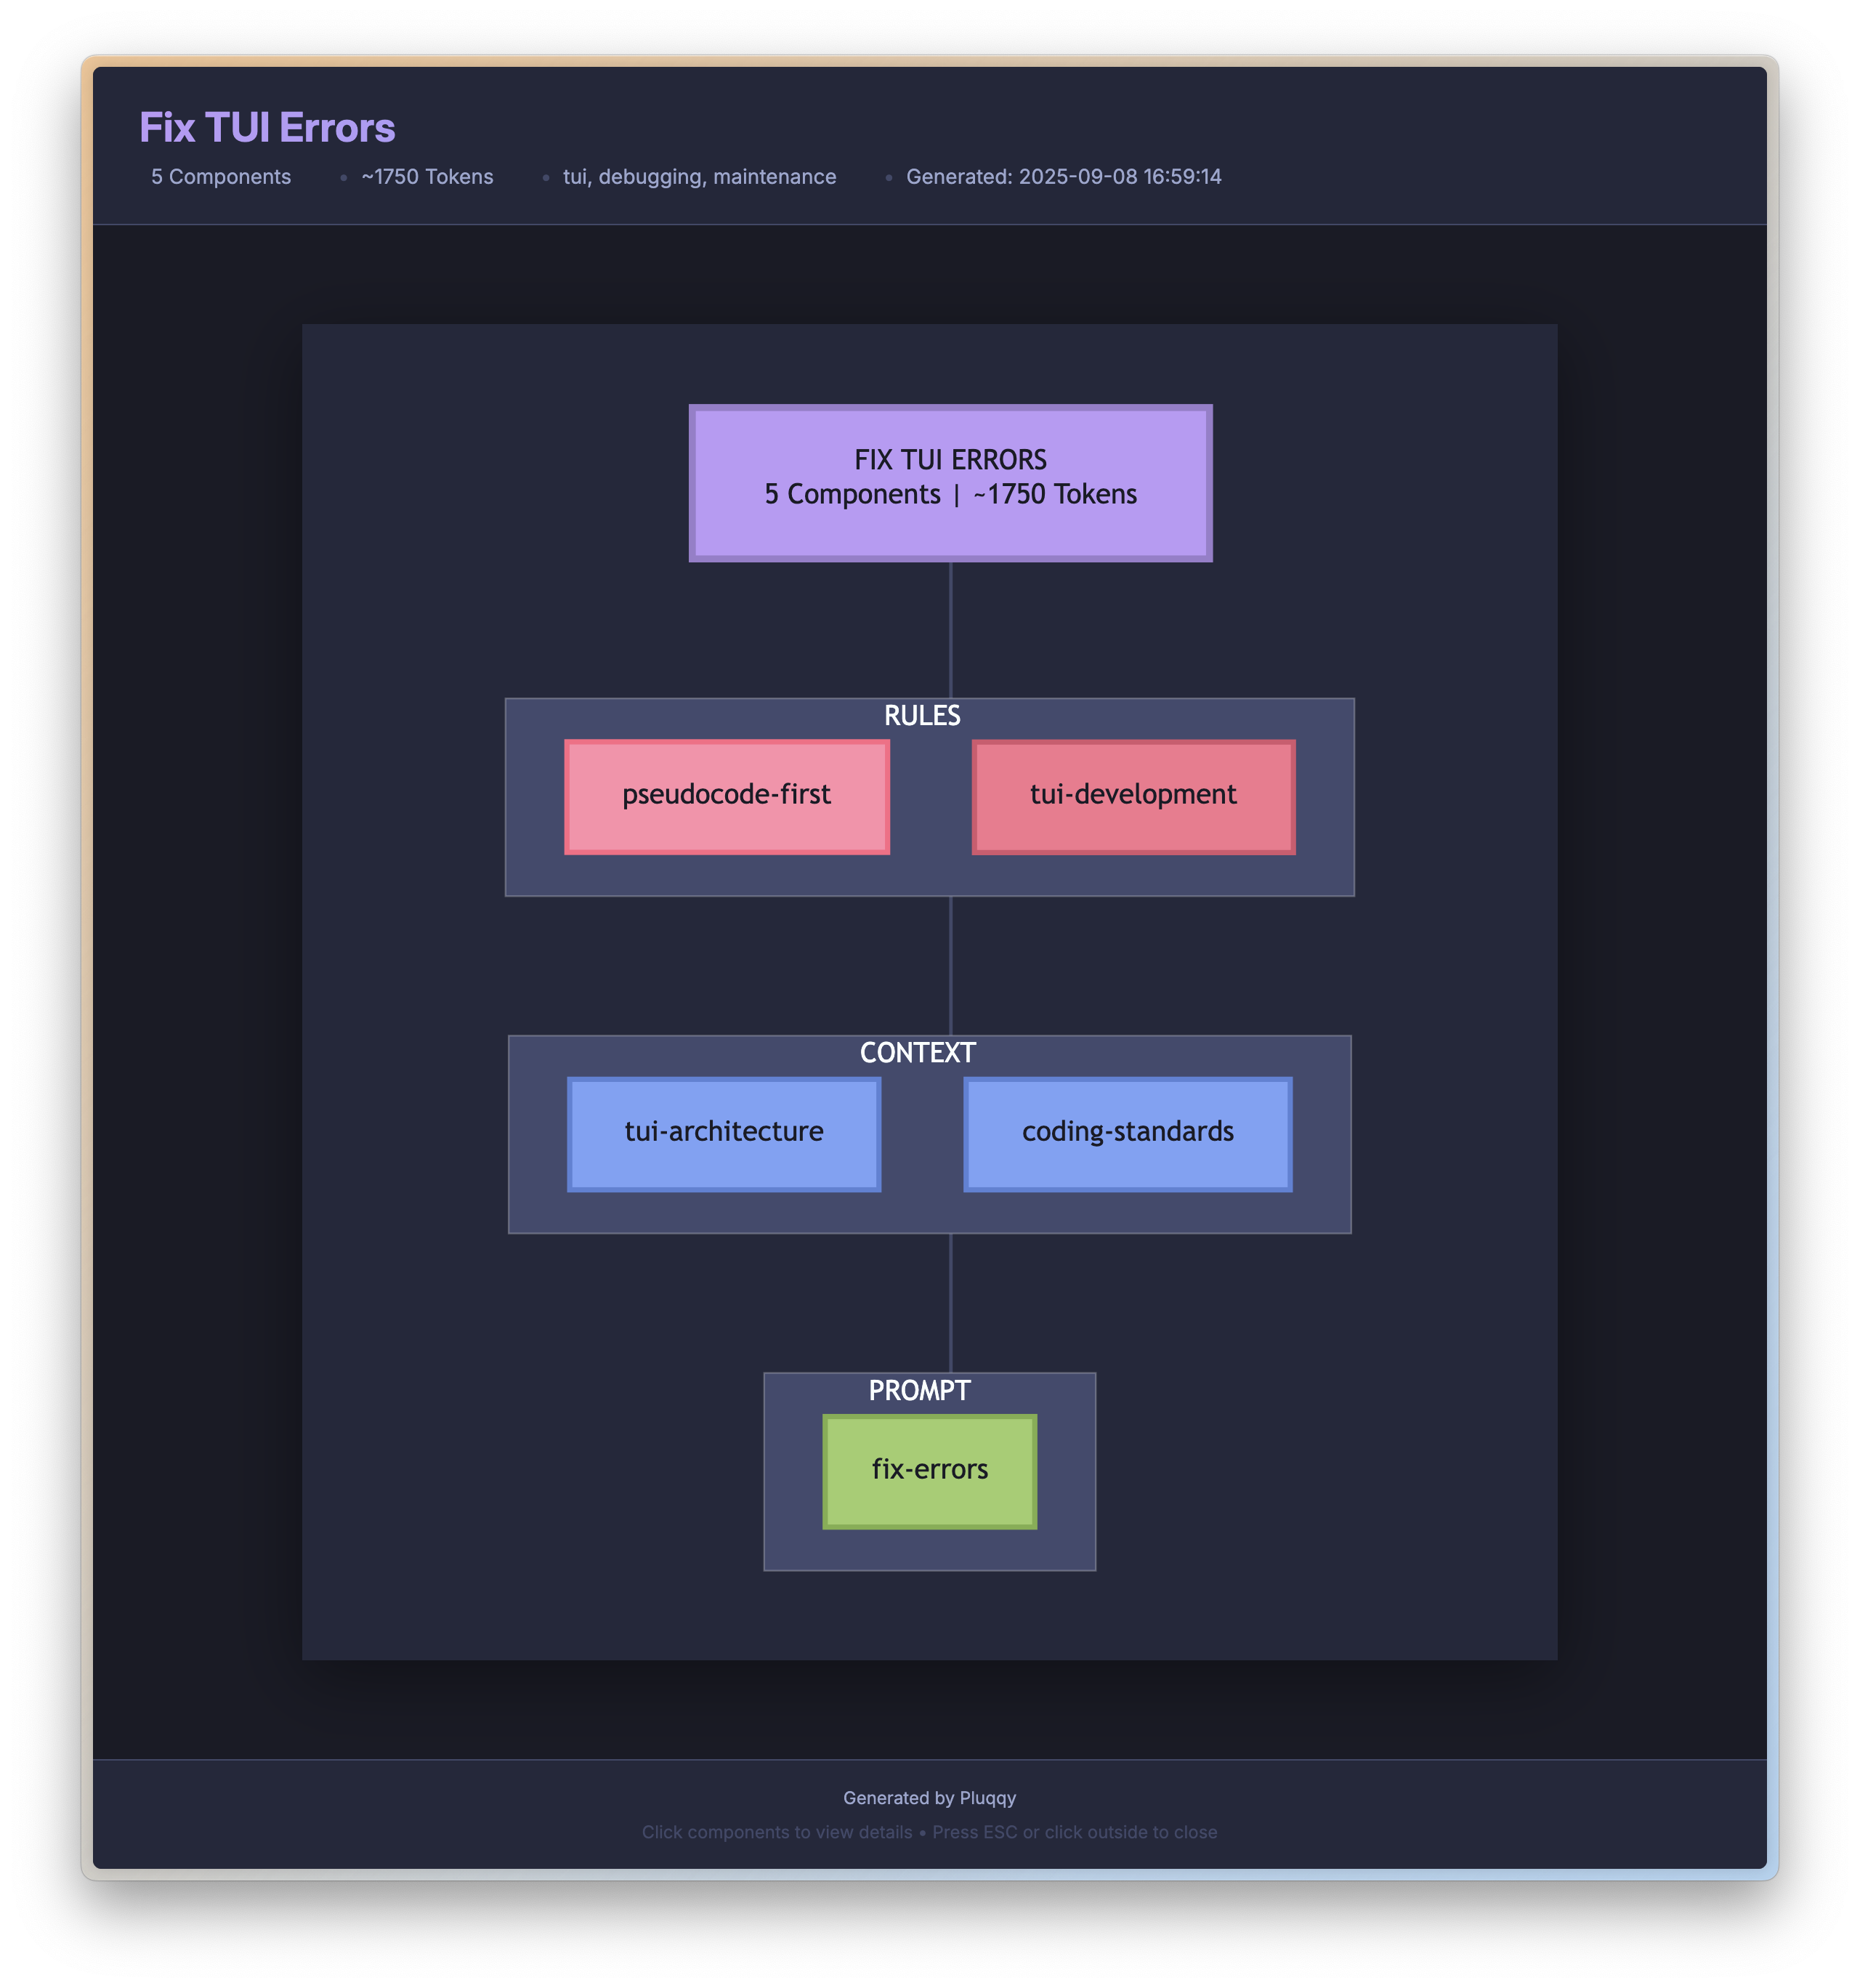 Fix TUI Errors
5 Components • ~1750 Tokens • tui, debugging, maintenance • Generated: 2025-09-08 16:59:14
FIX TUI ERRORS
5 Components | ~1750 Tokens
RULES
pseudocode-first
tui-development
CONTEXT
tui-architecture
coding-standards
PROMPT
fix-errors
Generated by Pluqqy
Click components to view details • Press ESC or click outside to close